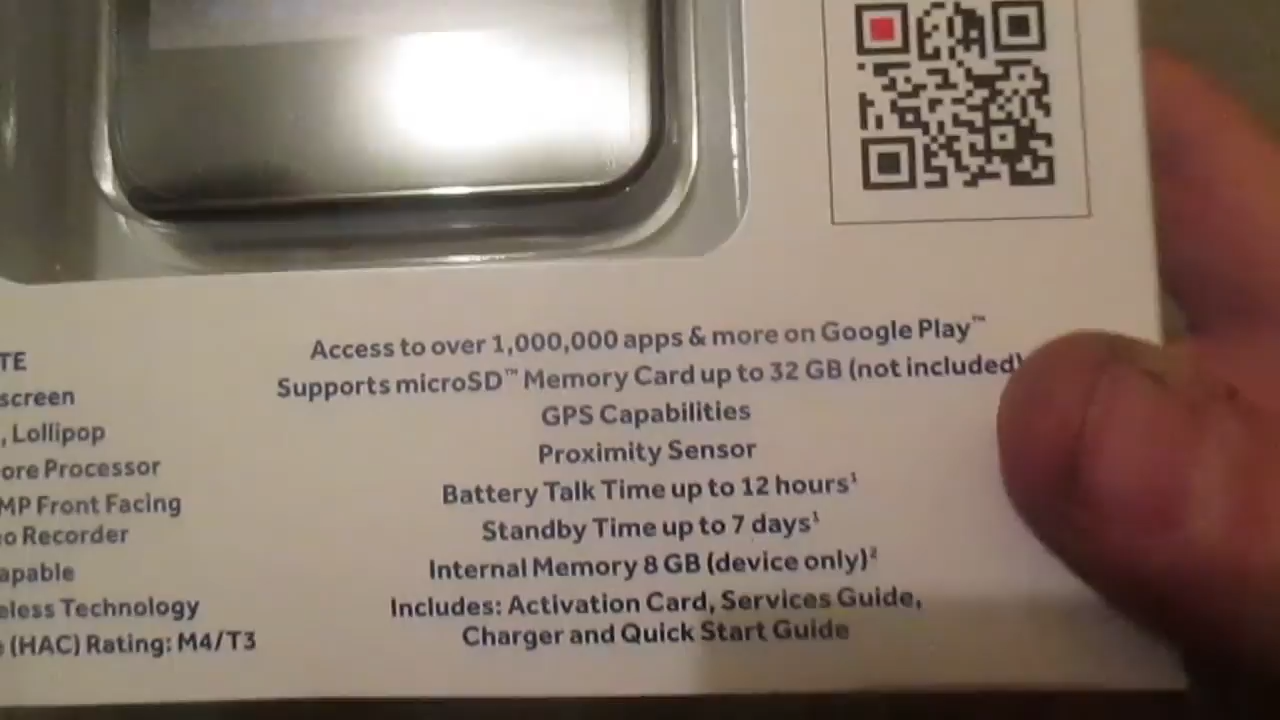 TE
screen
, Lollipop
ore Processor
MP Front Facing
o Recorder
apable
eless Technology
(HAC) Rating: M4/T3
Access to over 1,000,000 apps & more on Google Play™
Supports microSD™ Memory Card up to 32 GB (not included)
GPS Capabilities
Proximity Sensor
Battery Talk Time up to 12 hours¹
Standby Time up to 7 days¹
Internal Memory 8 GB (device only)²
Includes: Activation Card, Services Guide,
Charger and Quick Start Guide